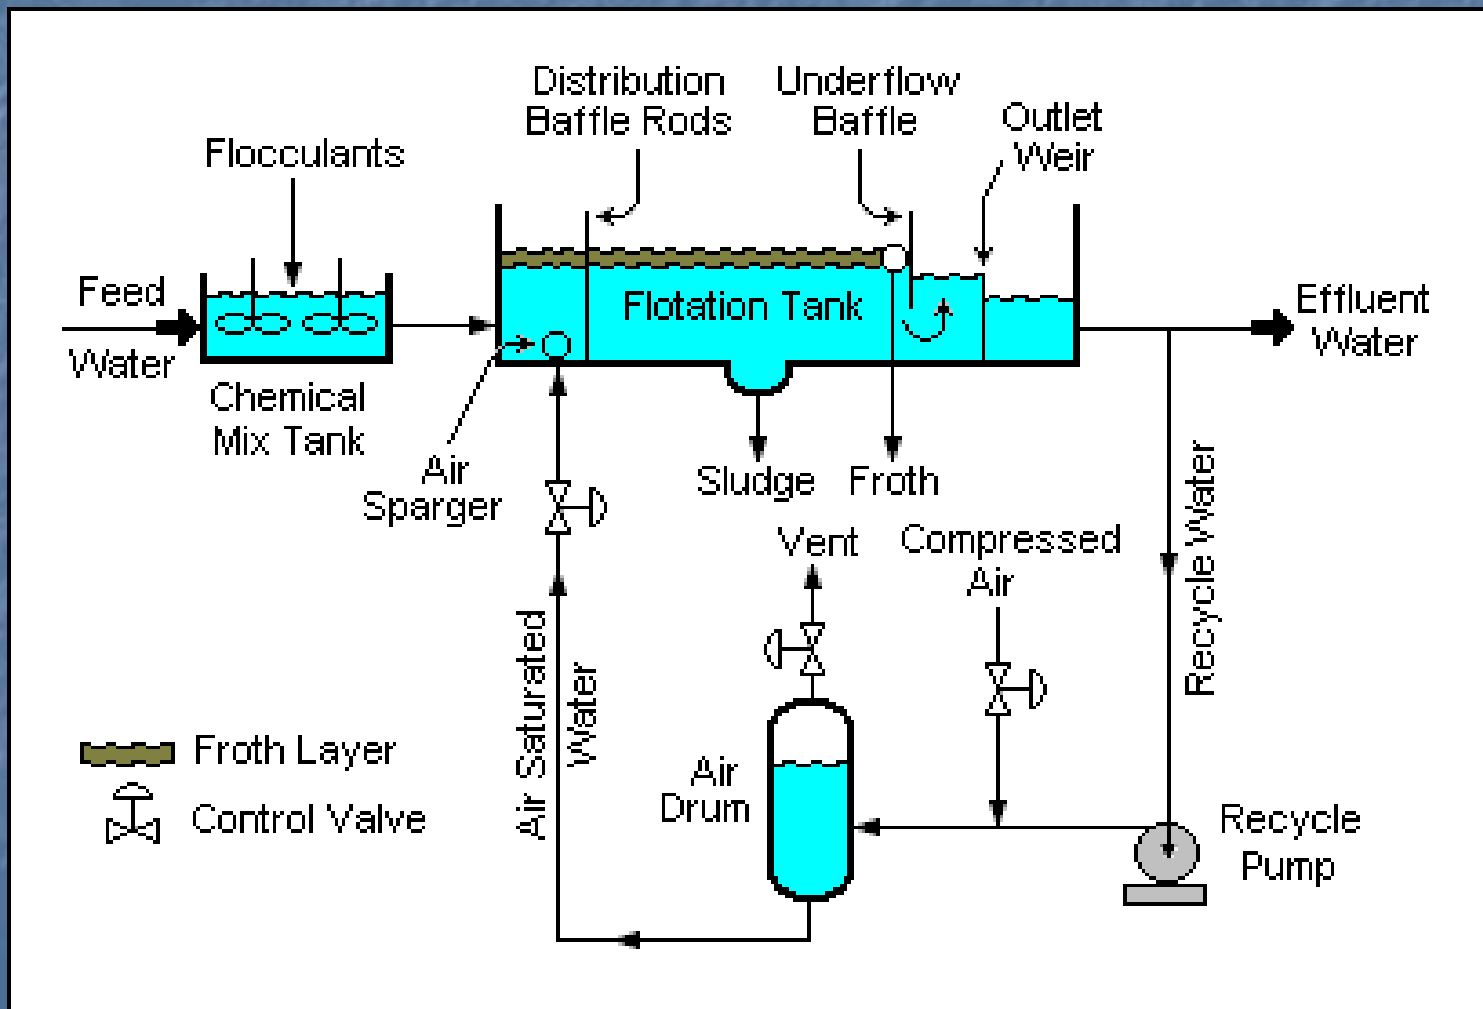 Distribution
Baffle Rods
Underflow
Baffle
Outlet
Weir
Flocculants
Feed
Water
Flotation Tank
Effluent
Water
Chemical
Mix Tank
Air
Sparger
Sludge
Froth
Vent
Compressed
Air
Recycle Water
Air Saturated
Water
Froth Layer
Control Valve
Air
Drum
Recycle
Pump